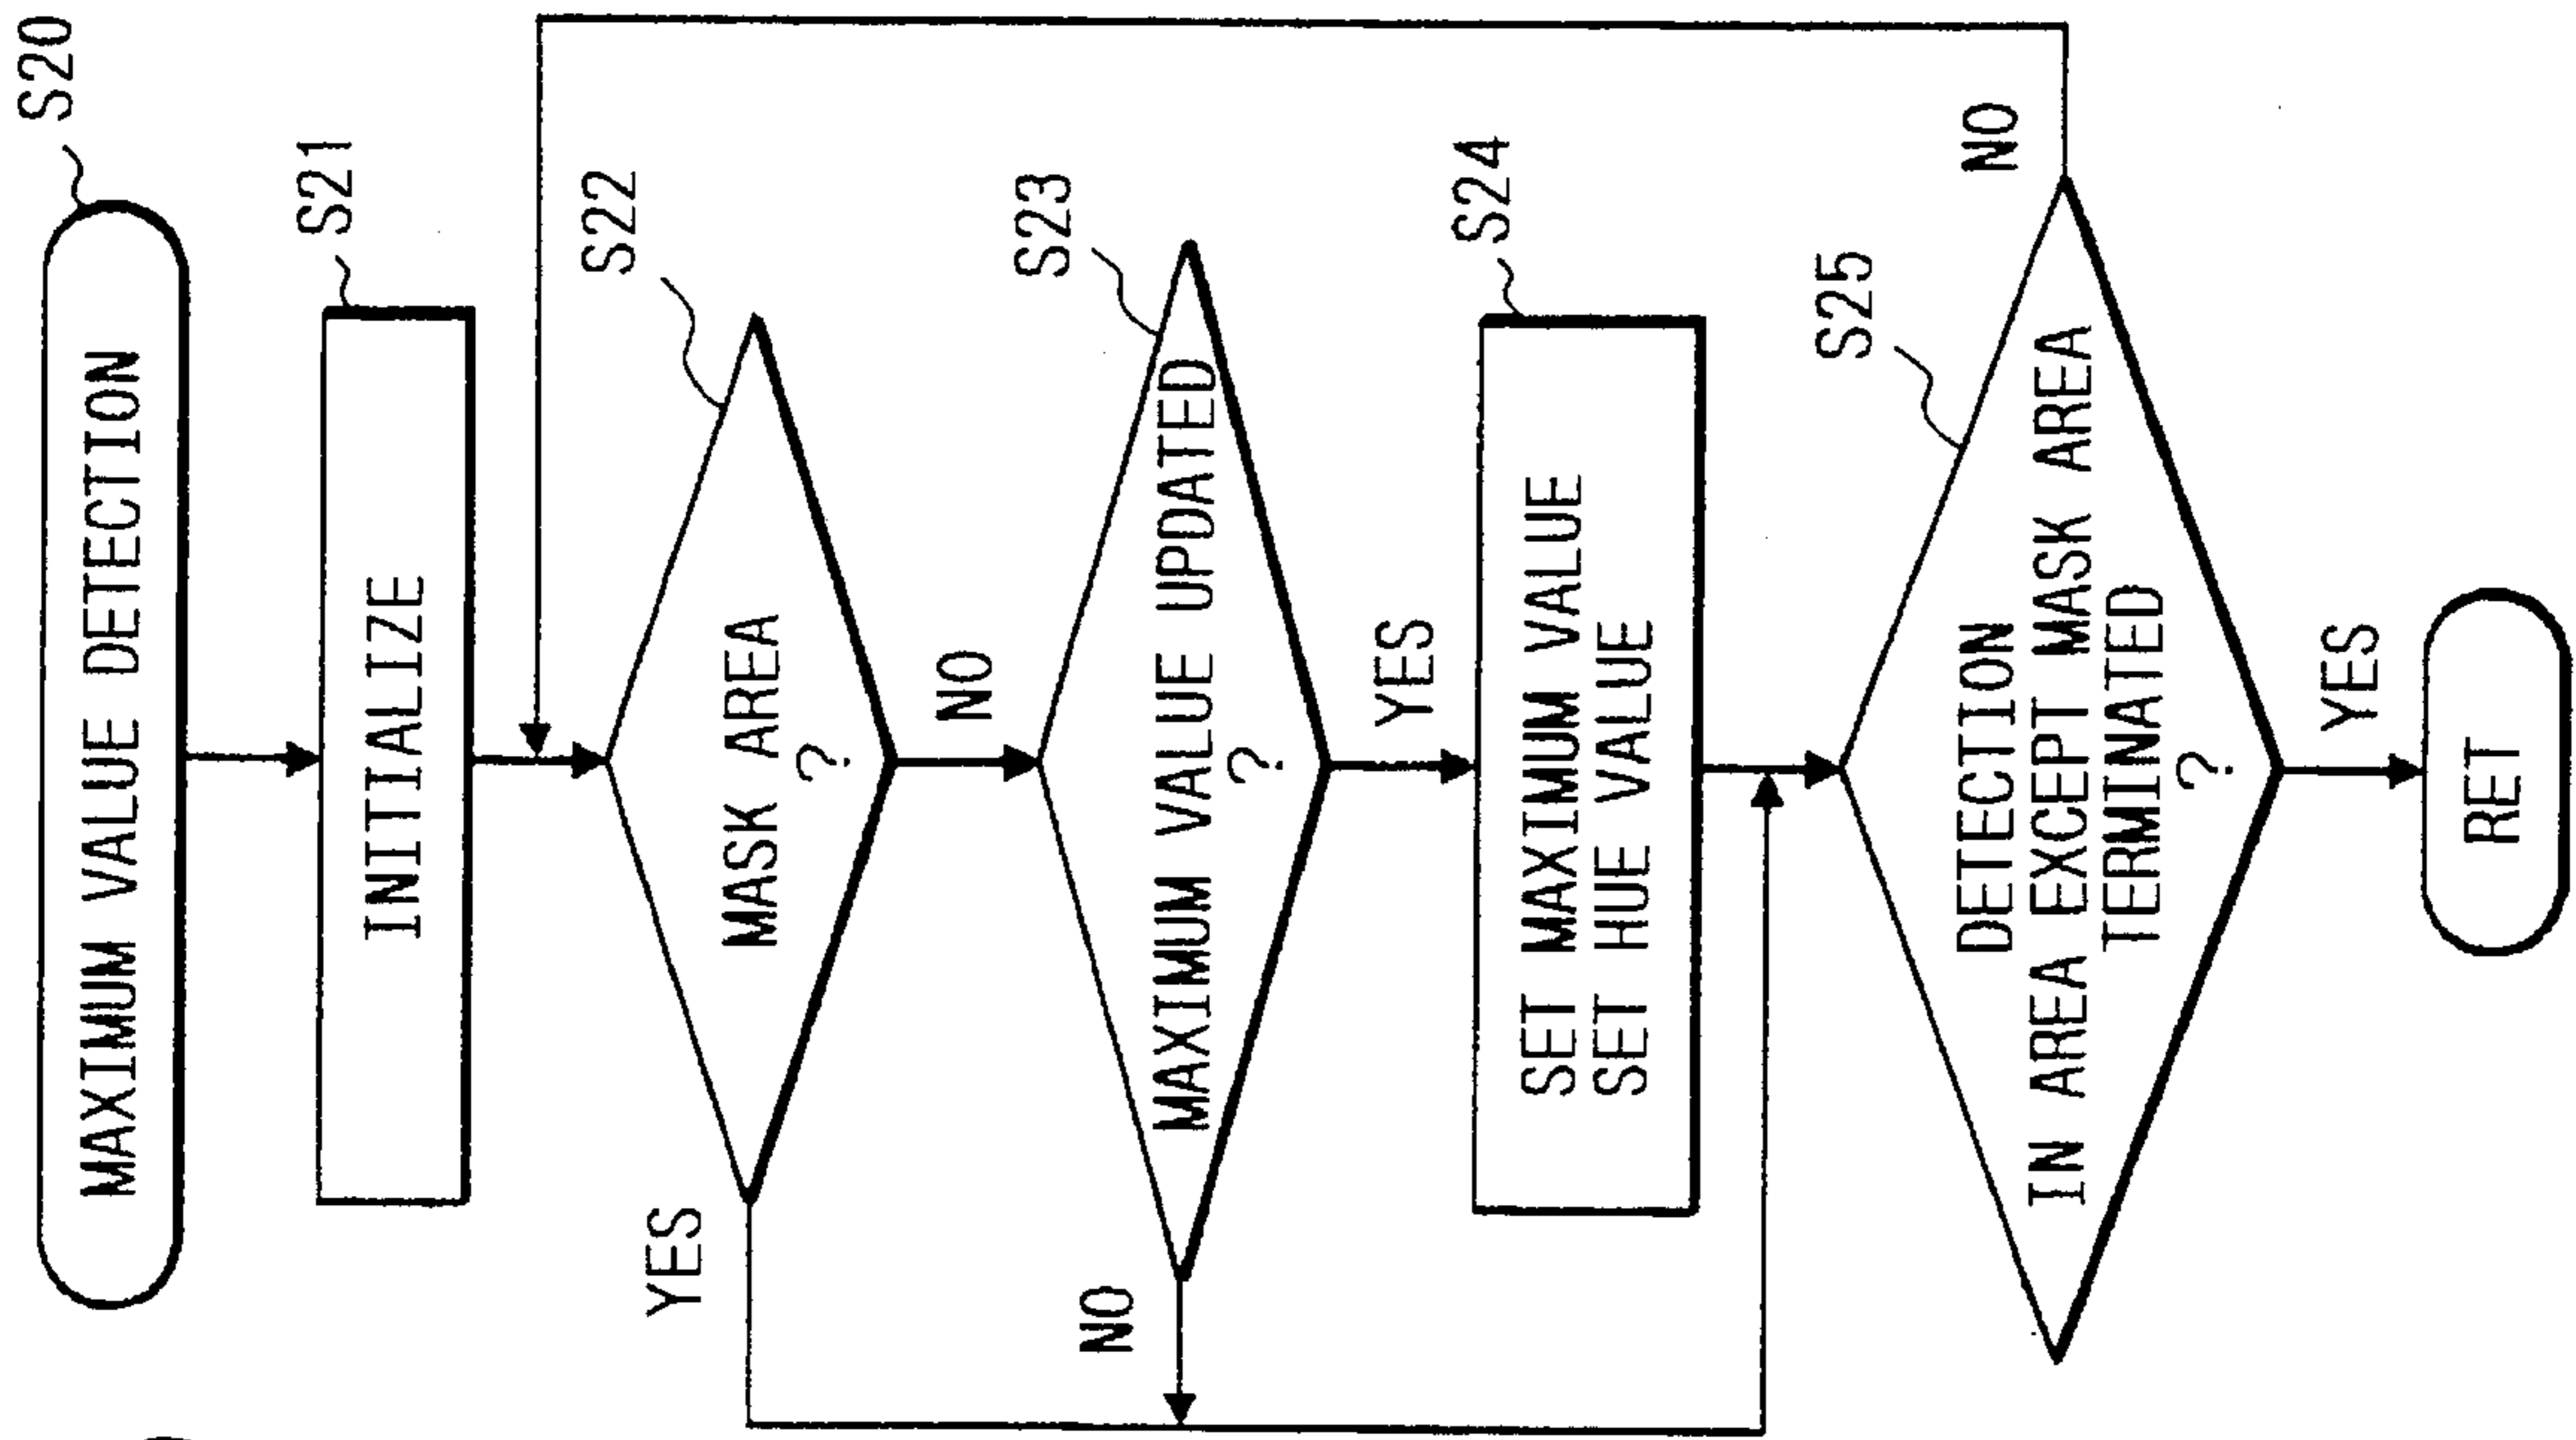 S20
MAXIMUM VALUE DETECTION
S21
INITIALIZE
S22
MASK AREA
?
YES
NO
S23
MAXIMUM VALUE UPDATED
?
NO
YES
S24
SET MAXIMUM VALUE
SET HUE VALUE
S25
DETECTION
IN AREA EXCEPT MASK AREA
TERMINATED
?
NO
YES
RET